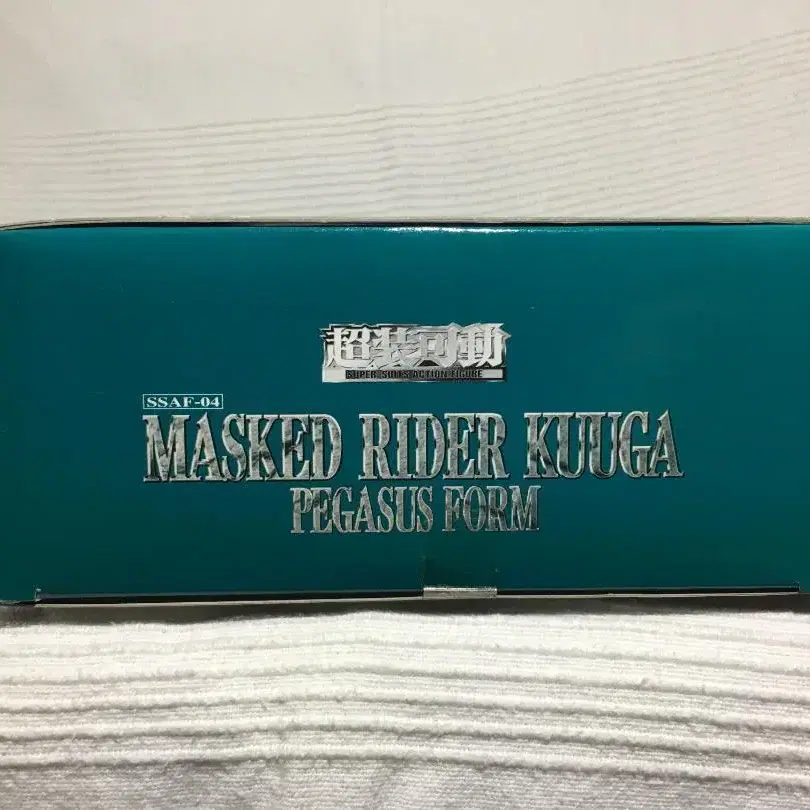 超装可動
SUPER SUITS ACTION FIGURE
SSAF-04
MASKED RIDER KUUGA
PEGASUS FORM